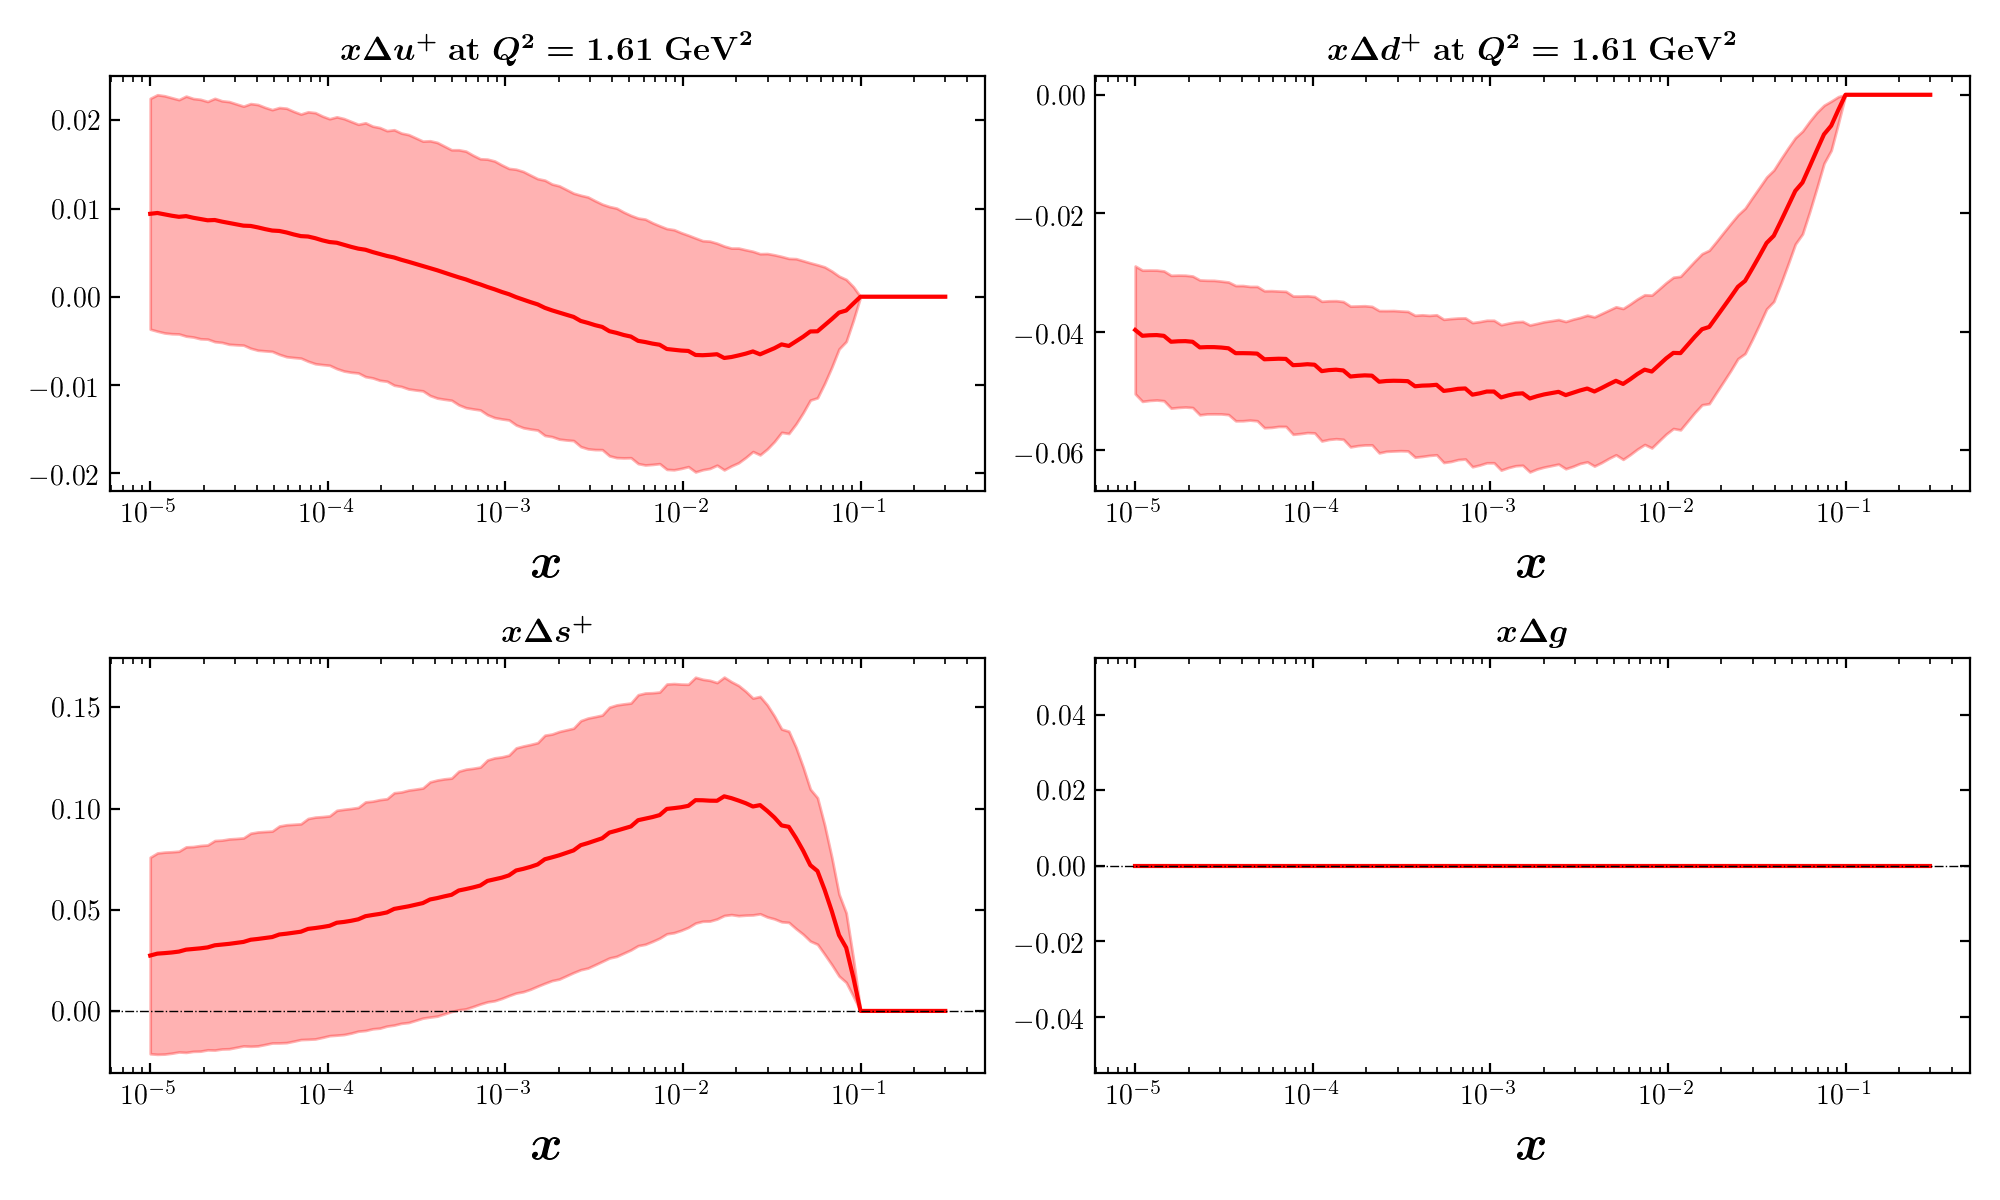 xΔu⁺ at Q² = 1.61 GeV²
0.02
0.01
0.00
−0.01
−0.02
10⁻⁵ 10⁻⁴ 10⁻³ 10⁻² 10⁻¹
x
xΔd⁺ at Q² = 1.61 GeV²
0.00
−0.02
−0.04
−0.06
10⁻⁵ 10⁻⁴ 10⁻³ 10⁻² 10⁻¹
x
xΔs⁺
0.15
0.10
0.05
0.00
10⁻⁵ 10⁻⁴ 10⁻³ 10⁻² 10⁻¹
x
xΔg
0.04
0.02
0.00
−0.02
−0.04
10⁻⁵ 10⁻⁴ 10⁻³ 10⁻² 10⁻¹
x